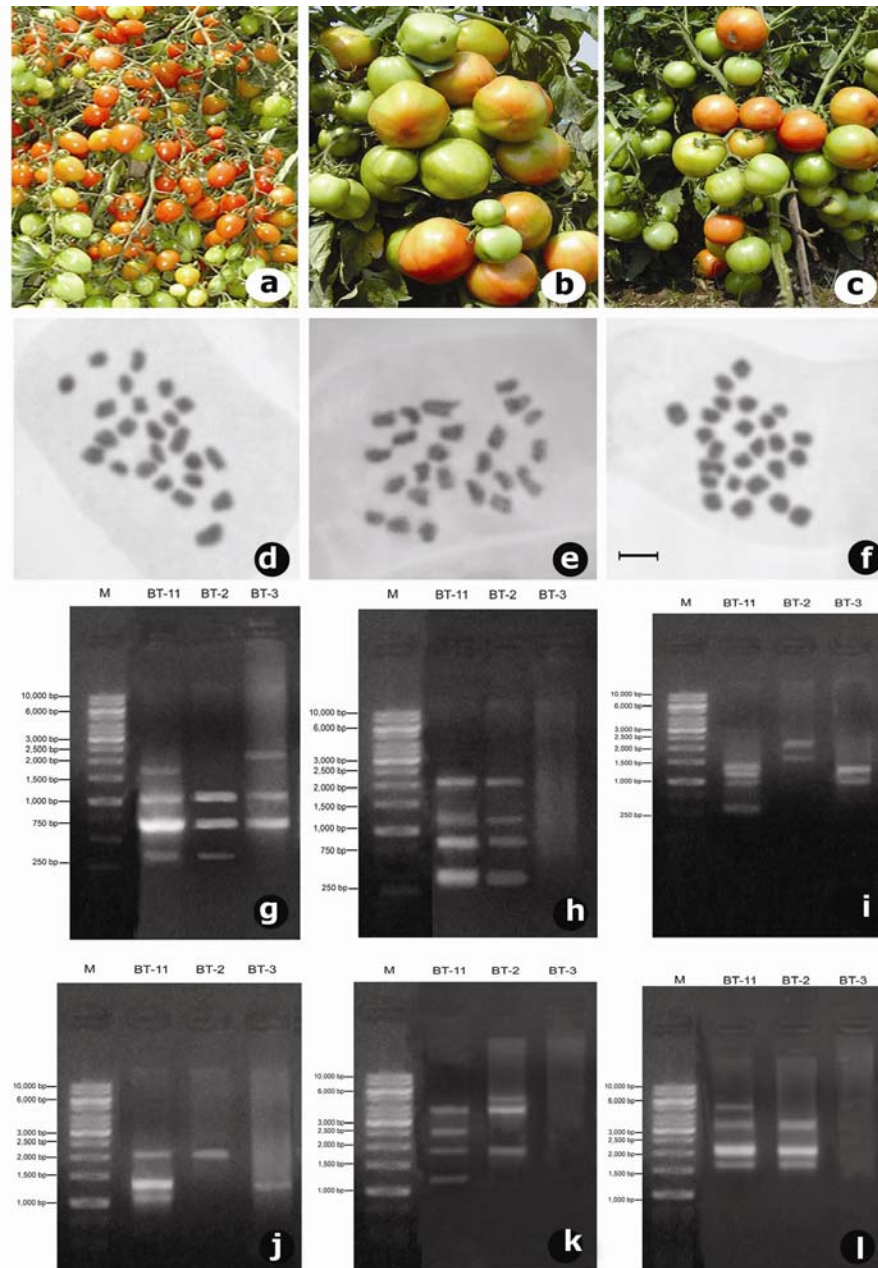 a b c
d e f
M BT-11 BT-2 BT-3
10,000 bp
6,000 bp
3,000 bp
2,500 bp
2,000 bp
1,500 bp
1,000 bp
750 bp
250 bp
g
M BT-11 BT-2 BT-3
10,000 bp
6,000 bp
3,000 bp
2,500 bp
2,000 bp
1,500 bp
1,000 bp
750 bp
250 bp
h
M BT-11 BT-2 BT-3
10,000 bp
6,000 bp
3,000 bp
2,500 bp
2,000 bp
1,500 bp
1,000 bp
250 bp
i
M BT-11 BT-2 BT-3
10,000 bp
6,000 bp
3,000 bp
2,500 bp
2,000 bp
1,500 bp
1,000 bp
j
M BT-11 BT-2 BT-3
10,000 bp
6,000 bp
3,000 bp
2,500 bp
2,000 bp
1,500 bp
1,000 bp
k
M BT-11 BT-2 BT-3
10,000 bp
6,000 bp
3,000 bp
2,500 bp
2,000 bp
1,500 bp
1,000 bp
l